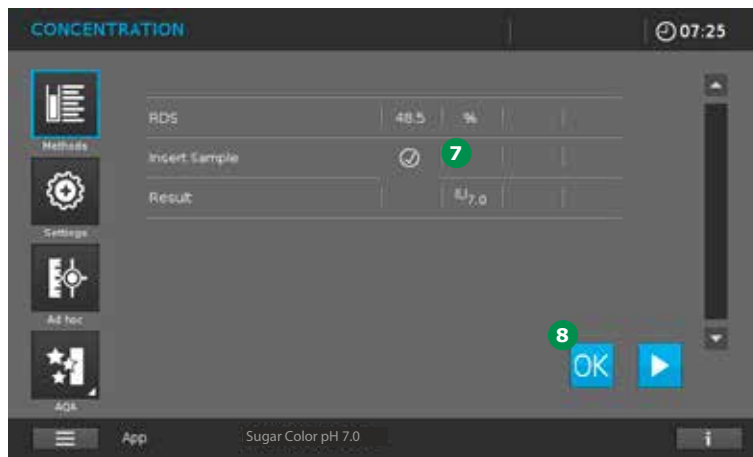 CONCENTRATION 07:25
RDS 48.5 %
Methods
Insert Sample 7
Result IU7.0
Settings
Ad hoc
8
OK
AQA
App Sugar Color pH 7.0 i